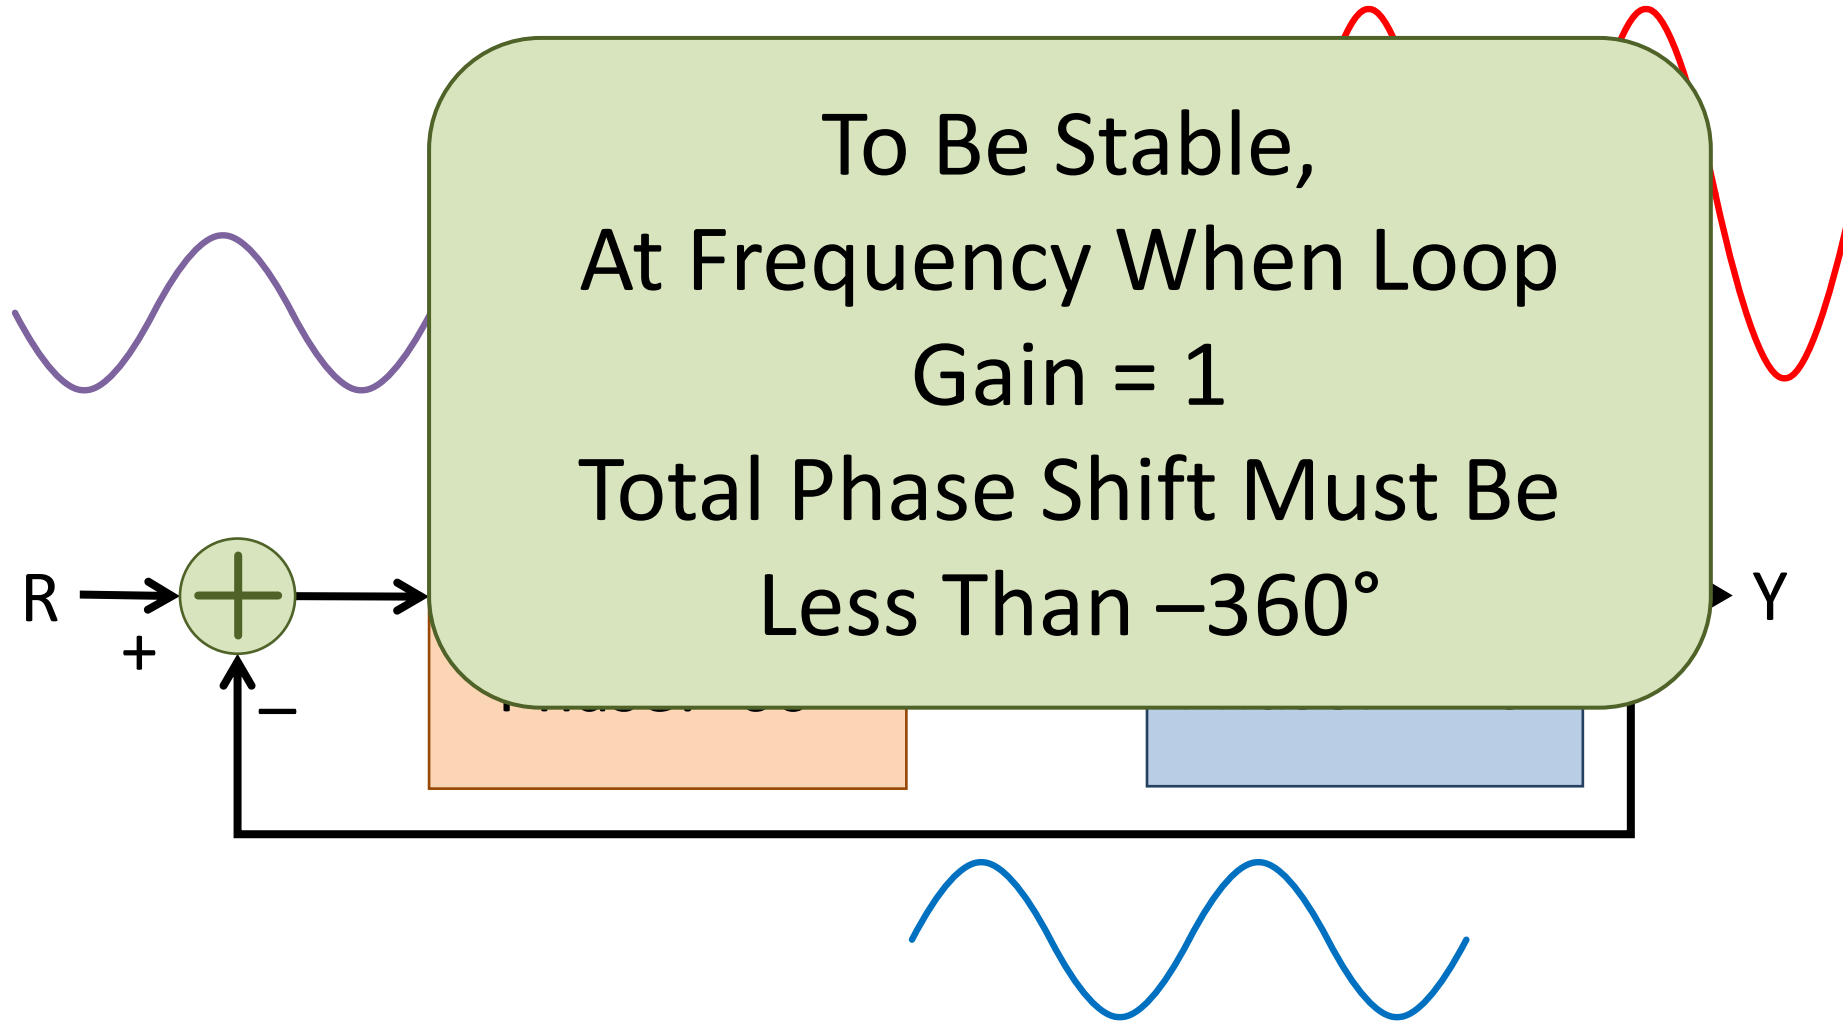 To Be Stable,
At Frequency When Loop
Gain = 1
Total Phase Shift Must Be
Less Than –360°
R
+
–
Y